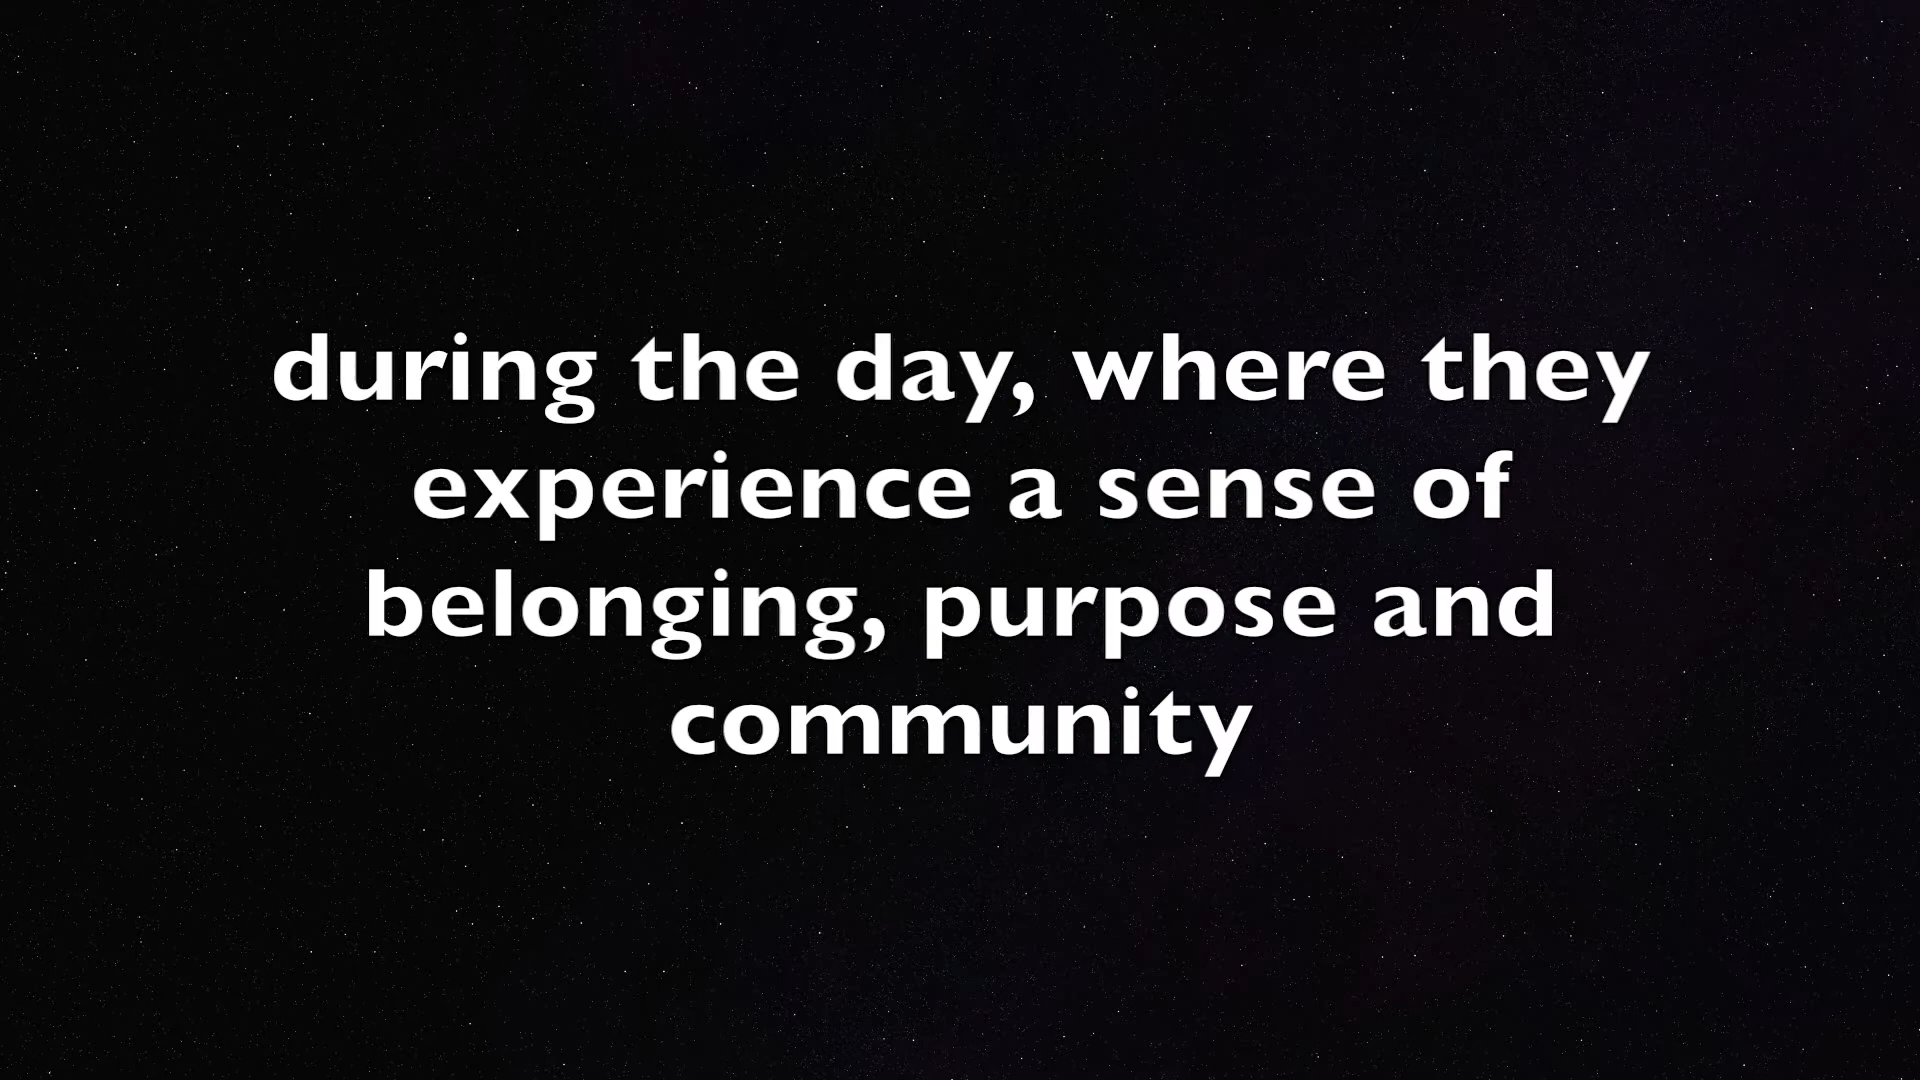 during the day, where they
experience a sense of
belonging, purpose and
community